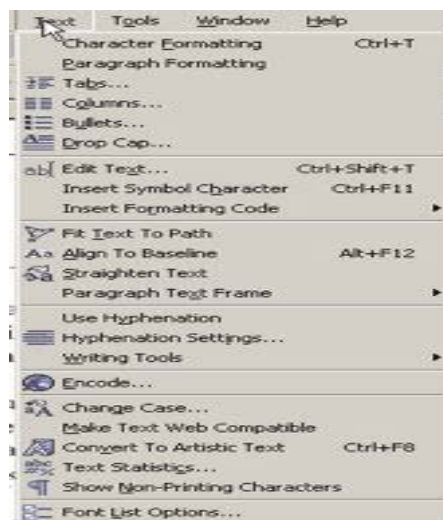 Text Tools Window Help
Character Formatting Ctrl+T
Paragraph Formatting
Tabs...
Columns...
Bullets...
Drop Cap...
ab Edit Text... Ctrl+Shift+T
Insert Symbol Character Ctrl+F11
Insert Formatting Code
Fit Text To Path
Aa Align To Baseline Alt+F12
Straighten Text
Paragraph Text Frame
Use Hyphenation
Hyphenation Settings...
Writing Tools
Encode...
Change Case...
Make Text Web Compatible
Convert To Artistic Text Ctrl+F8
Text Statistics...
Show Non-Printing Characters
Font List Options...